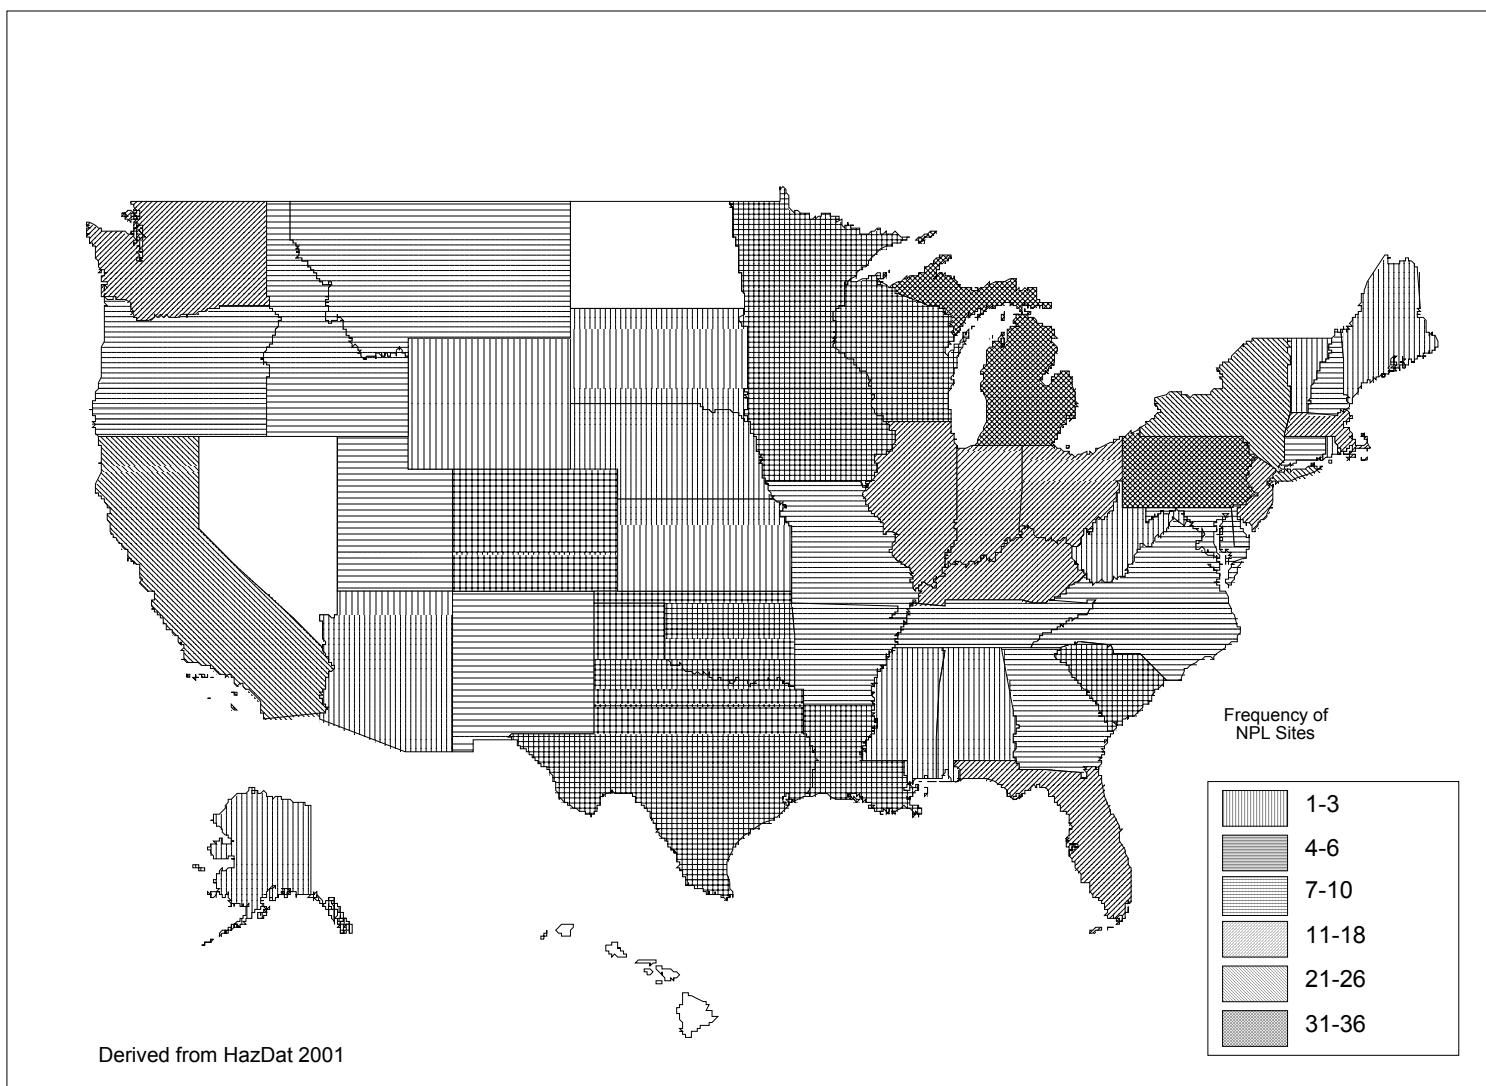 Frequency of
NPL Sites
1-3
4-6
7-10
11-18
21-26
31-36
Derived from HazDat 2001